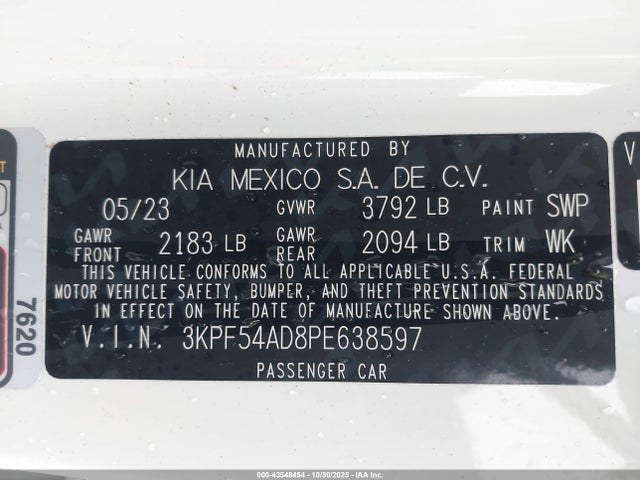 MANUFACTURED BY
KIA MEXICO S.A. DE C.V.
05/23 GVWR 3792 LB PAINT SWP
GAWR FRONT 2183 LB GAWR REAR 2094 LB TRIM WK
THIS VEHICLE CONFORMS TO ALL APPLICABLE U.S.A. FEDERAL
MOTOR VEHICLE SAFETY, BUMPER, AND THEFT PREVENTION STANDARDS
IN EFFECT ON THE DATE OF MANUFACTURE SHOWN ABOVE.
V.I.N. 3KPF54AD8PE638597
PASSENGER CAR
7620
V
000-43548454 | 10/30/2025 - IAA Corp.